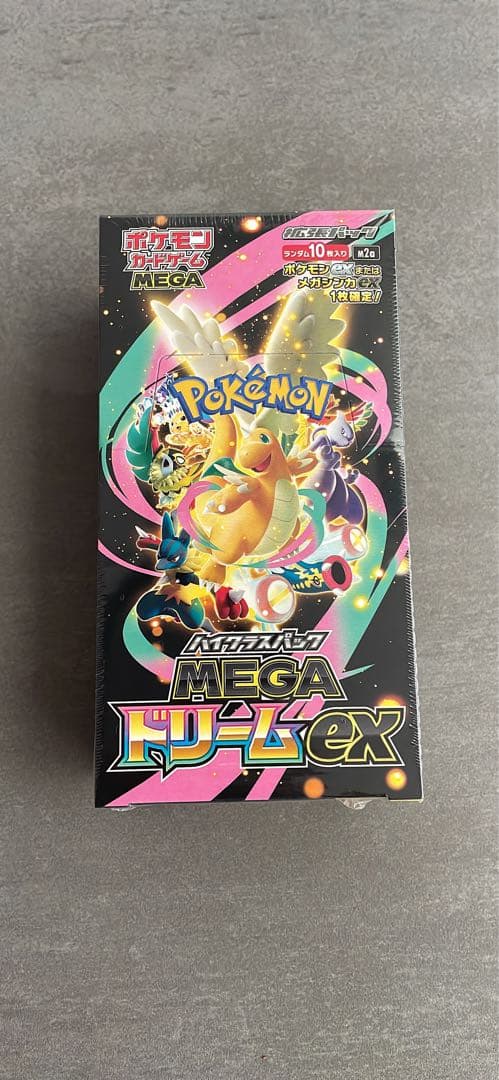 ポケモン
カードゲーム
MEGA
拡張パック
ランダム10枚入り
M2a
ポケモンexまたは
メガシンカex
1枚確定!
POKéMON
ハイクラスパック
MEGA
ドリームex